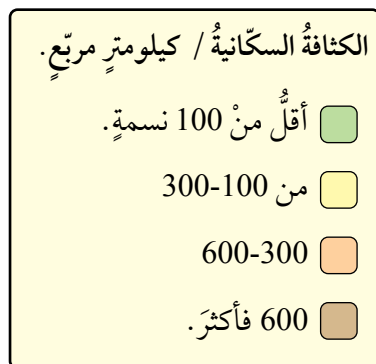 الكثافةُ السكّانيةُ / كيلومترٍ مربّعٍ.
أقلُّ منْ 100 نسمةٍ.
من 100-300
600-300
600 فأكثرَ.